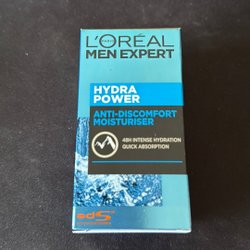 L'ORÉAL
MEN EXPERT
HYDRA
POWER
ANTI-DISCOMFORT
MOISTURISER
48H INTENSE HYDRATION
QUICK ABSORPTION